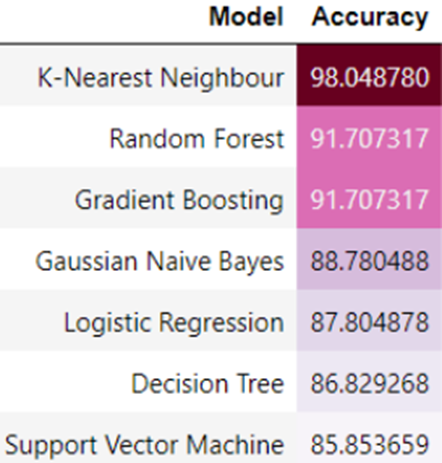 Model Accuracy
K-Nearest Neighbour 98.048780
Random Forest 91.707317
Gradient Boosting 91.707317
Gaussian Naive Bayes 88.780488
Logistic Regression 87.804878
Decision Tree 86.829268
Support Vector Machine 85.853659